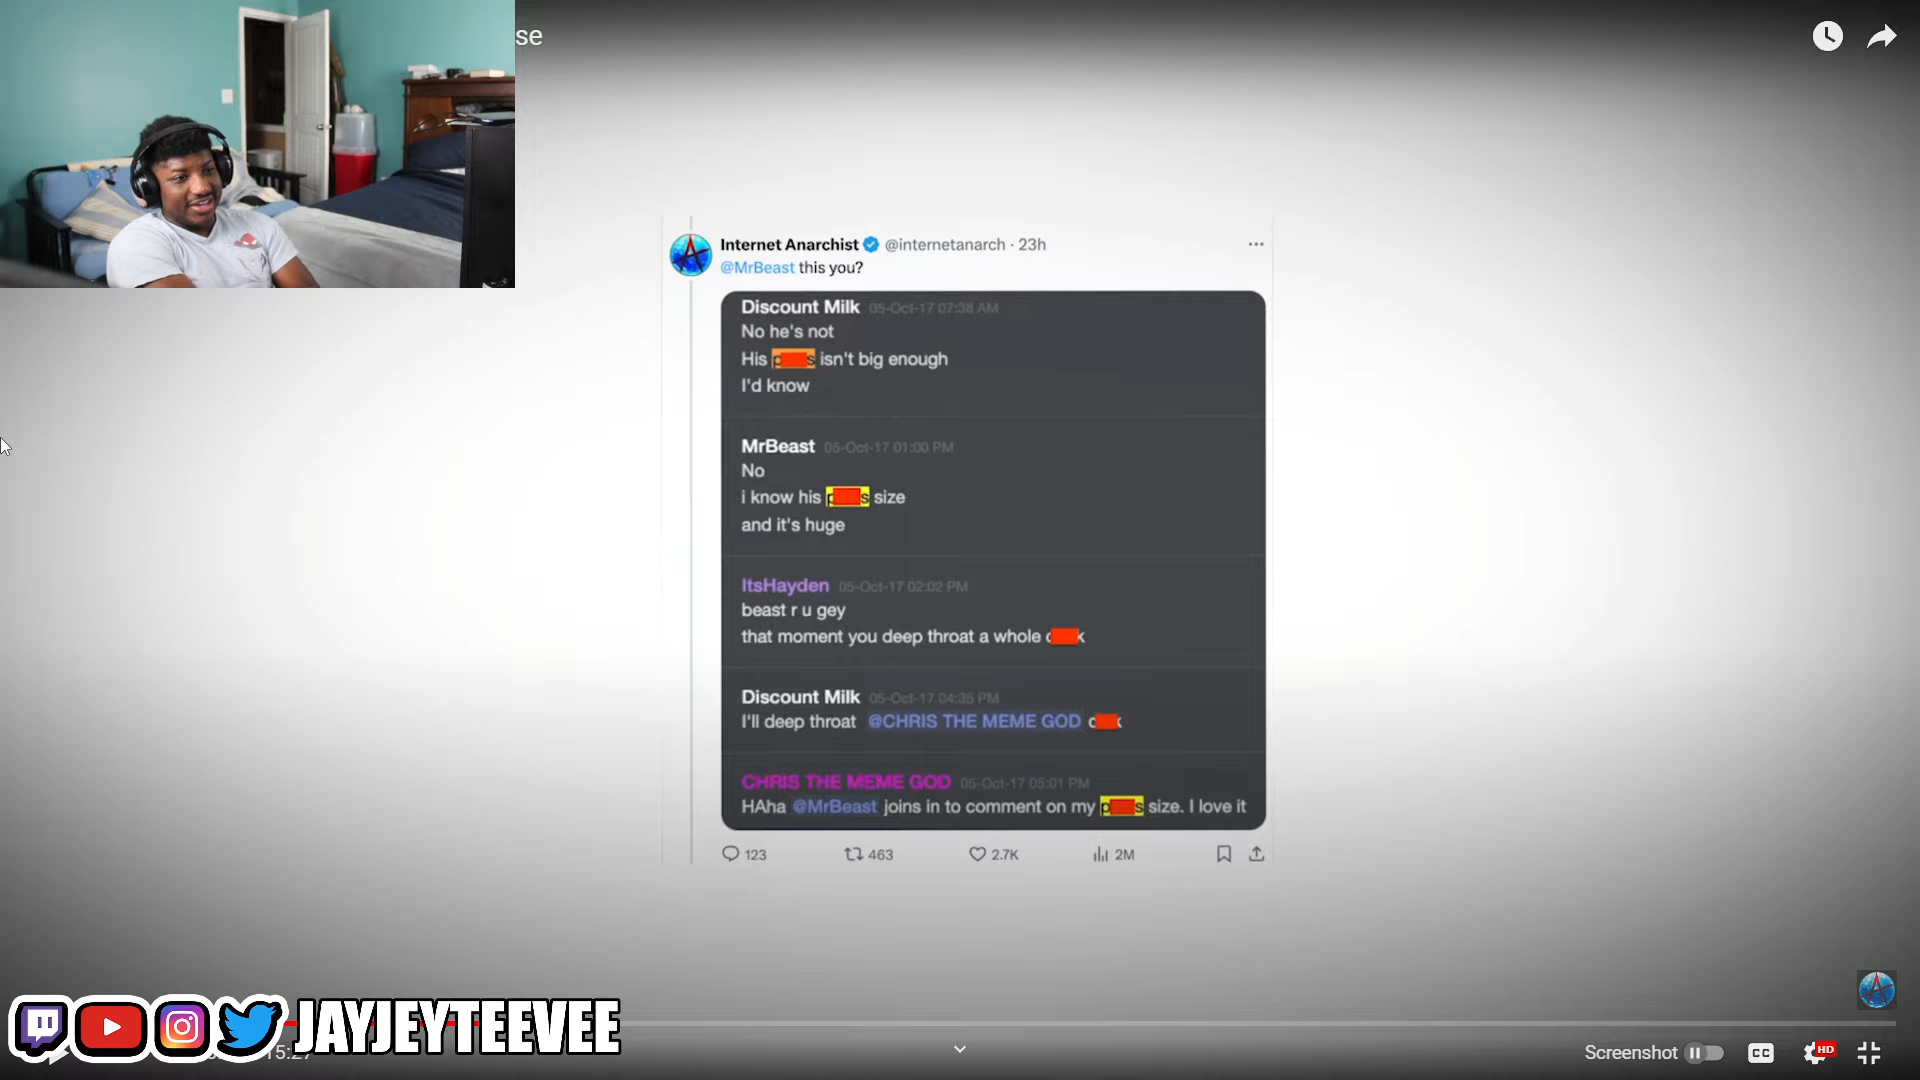 se
Internet Anarchist @internetanarch · 23h
@MrBeast this you?
Discount Milk 05-Oct-17 07:38 AM
No he's not
His p s isn't big enough
I'd know
MrBeast 05-Oct-17 01:00 PM
No
i know his p s size
and it's huge
ItsHayden 05-Oct-17 02:02 PM
beast r u gey
that moment you deep throat a whole k
Discount Milk 05-Oct-17 04:35 PM
I'll deep throat @CHRIS THE MEME GOD k
CHRIS THE MEME GOD 05-Oct-17 05:01 PM
HAha @MrBeast joins in to comment on my p s size. I love it
123 463 2.7K 2M
JAYJEYTEEVEE
Screenshot CC HD